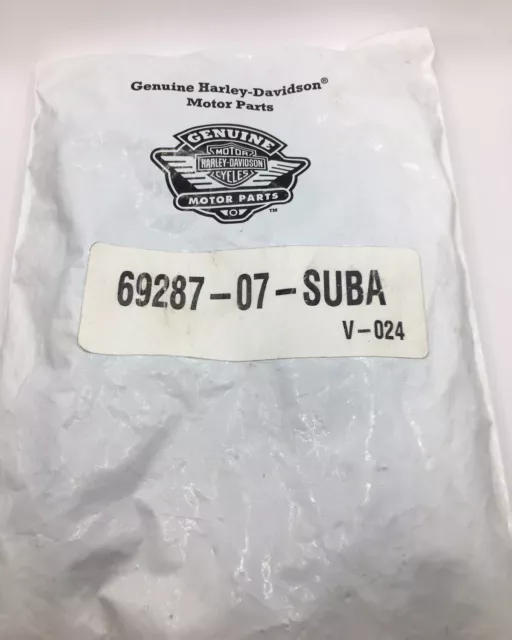 Genuine Harley-Davidson®
Motor Parts
GENUINE
MOTOR
HARLEY-DAVIDSON
CYCLES
MOTOR PARTS
™
69287-07-SUBA
V-024